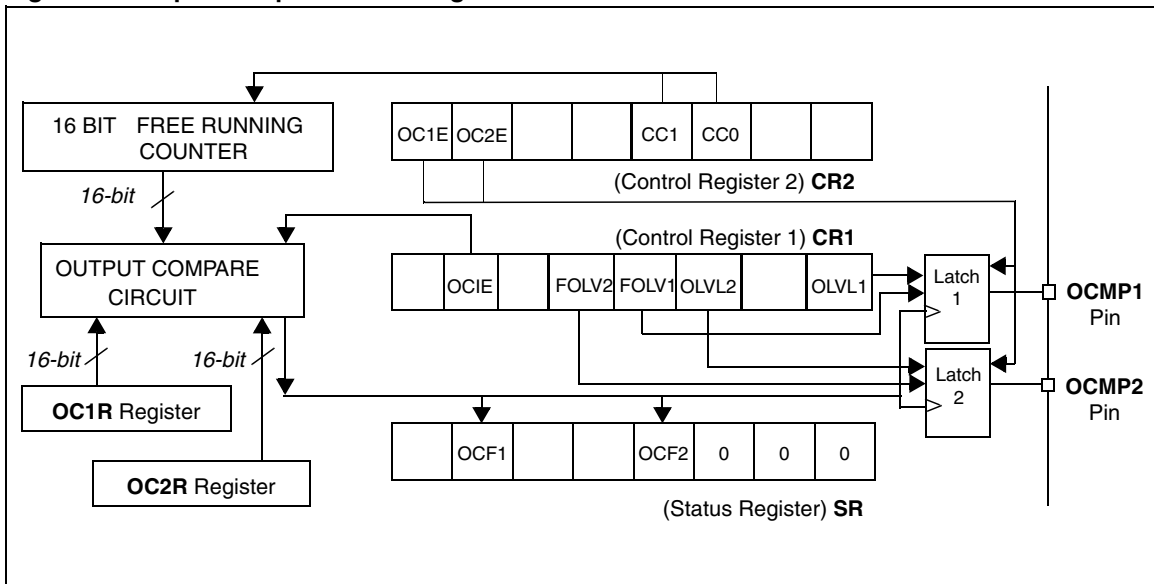 16 BIT FREE RUNNING
COUNTER
OC1E OC2E CC1 CC0
(Control Register 2) CR2
16-bit
(Control Register 1) CR1
OUTPUT COMPARE
CIRCUIT
OCIE FOLV2 FOLV1 OLVL2 OLVL1
Latch
1
OCMP1
Pin
16-bit 16-bit
Latch
2
OCMP2
Pin
OC1R Register
OCF1 OCF2 0 0 0
OC2R Register
(Status Register) SR